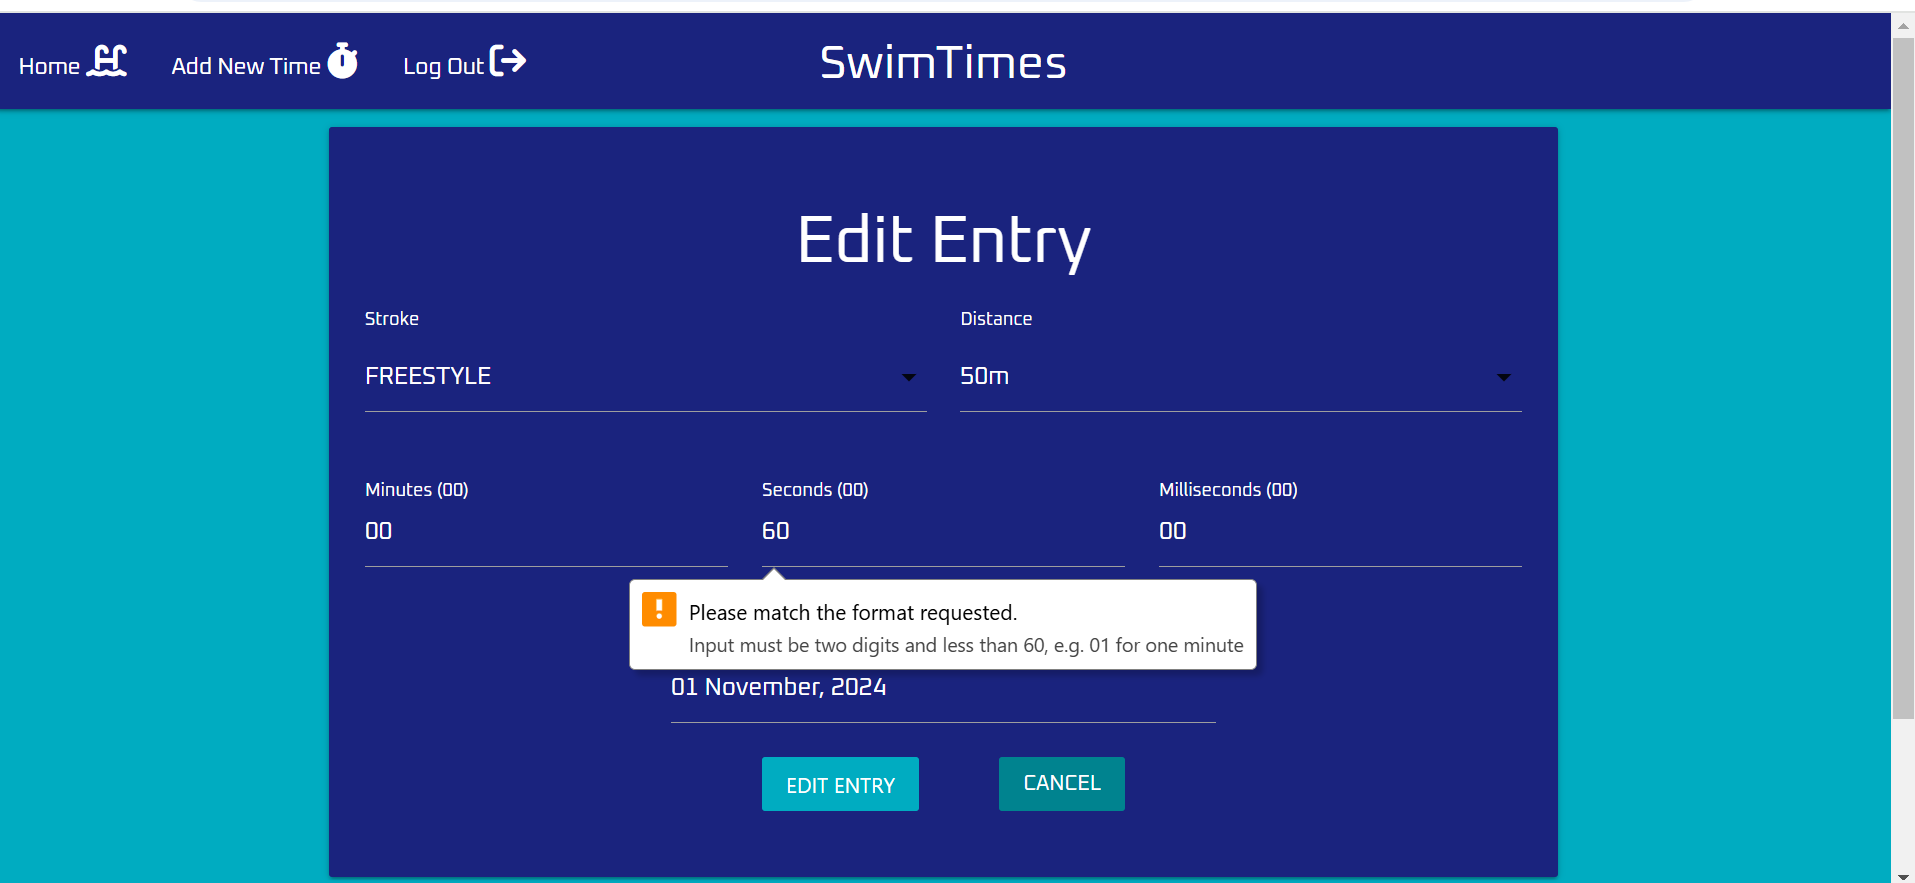 Home Add New Time Log Out SwimTimes
Edit Entry
Stroke Distance
FREESTYLE 50m
Minutes (00) Seconds (00) Milliseconds (00)
00 60 00
Please match the format requested.
Input must be two digits and less than 60, e.g. 01 for one minute
01 November, 2024
EDIT ENTRY CANCEL